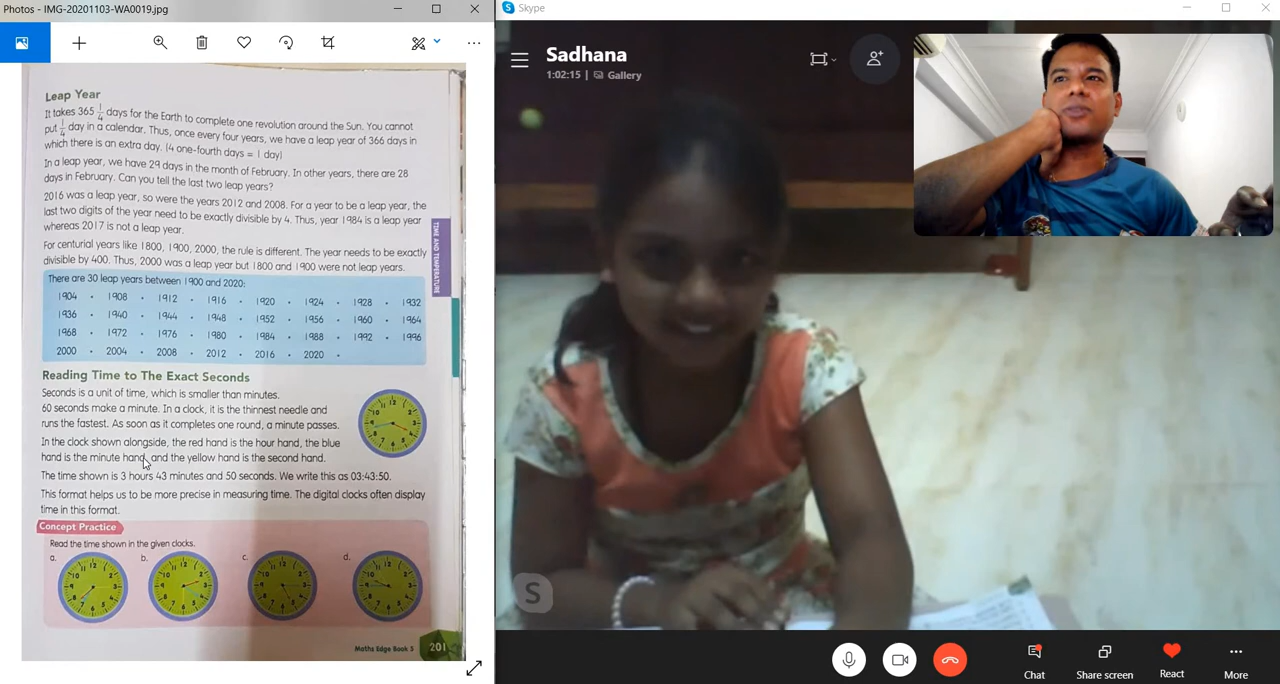 Photos - IMG-20201103-WA0019.jpg
Leap Year
It takes 365 1/4 days for the Earth to complete one revolution around the Sun. You cannot
put 1/4 day in a calendar. Thus, once every four years, we have a leap year of 366 days in
which there is an extra day. (4 one-fourth days = 1 day)
In a leap year, we have 29 days in the month of February. In other years, there are 28
days in February. Can you tell the last two leap years?
2016 was a leap year, so were the years 2012 and 2008. For a year to be a leap year, the
last two digits of the year need to be exactly divisible by 4. Thus, year 1984 is a leap year
whereas 2017 is not a leap year.
For centurial years like 1800, 1900, 2000, the rule is different. The year needs to be exactly
divisible by 400. Thus, 2000 was a leap year but 1800 and 1900 were not leap years.
There are 30 leap years between 1900 and 2020:
1904 • 1908 • 1912 • 1916 • 1920 • 1924 • 1928 • 1932
1936 • 1940 • 1944 • 1948 • 1952 • 1956 • 1960 • 1964
1968 • 1972 • 1976 • 1980 • 1984 • 1988 • 1992 • 1996
2000 • 2004 • 2008 • 2012 • 2016 • 2020 •
TIME AND TEMPERATURE
Reading Time to The Exact Seconds
Seconds is a unit of time, which is smaller than minutes.
60 seconds make a minute. In a clock, it is the thinnest needle and
runs the fastest. As soon as it completes one round, a minute passes.
In the clock shown alongside, the red hand is the hour hand, the blue
hand is the minute hand, and the yellow hand is the second hand.
The time shown is 3 hours 43 minutes and 50 seconds. We write this as 03:43:50.
This format helps us to be more precise in measuring time. The digital clocks often display
time in this format.
Concept Practice
Read the time shown in the given clocks.
a. b. c. d.
Maths Edge Book 3 201
Skype
Sadhana
1:02:15 | Gallery
Chat
Share screen
React
More